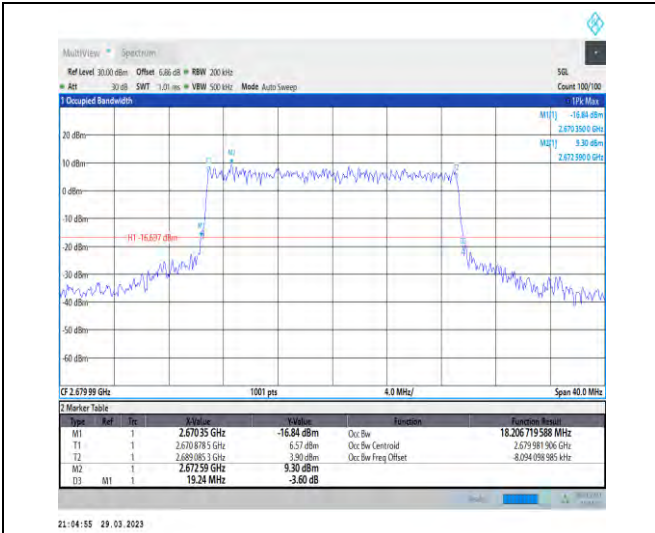 MultiView Spectrum
Ref Level 30.00 dBm Offset 6.86 dB RBW 200 kHz SGL
Att 30 dB SWT 1.01 ms VBW 500 kHz Mode Auto Sweep Count 100/100
1 Occupied Bandwidth 1Pk Max
M1[1] -16.84 dBm
2.670 350 0 GHz
M2[1] 9.30 dBm
2.672 590 0 GHz
20 dBm
10 dBm
0 dBm
-10 dBm
H1 -16.697 dBm
-20 dBm
-30 dBm
-40 dBm
-50 dBm
-60 dBm
CF 2.679 99 GHz 1001 pts 4.0 MHz/ Span 40.0 MHz
2 Marker Table
Type Ref Trc X-Value Y-Value Function Function Result
M1 1 2.670 35 GHz -16.84 dBm Occ Bw 18.206 719 588 MHz
T1 1 2.670 878 5 GHz 6.57 dBm Occ Bw Centroid 2.679 981 906 GHz
T2 1 2.689 085 3 GHz 3.90 dBm Occ Bw Freq Offset -8.094 098 985 kHz
M2 1 2.672 59 GHz 9.30 dBm
D3 M1 1 19.24 MHz -3.60 dB
21:04:55 29.03.2023